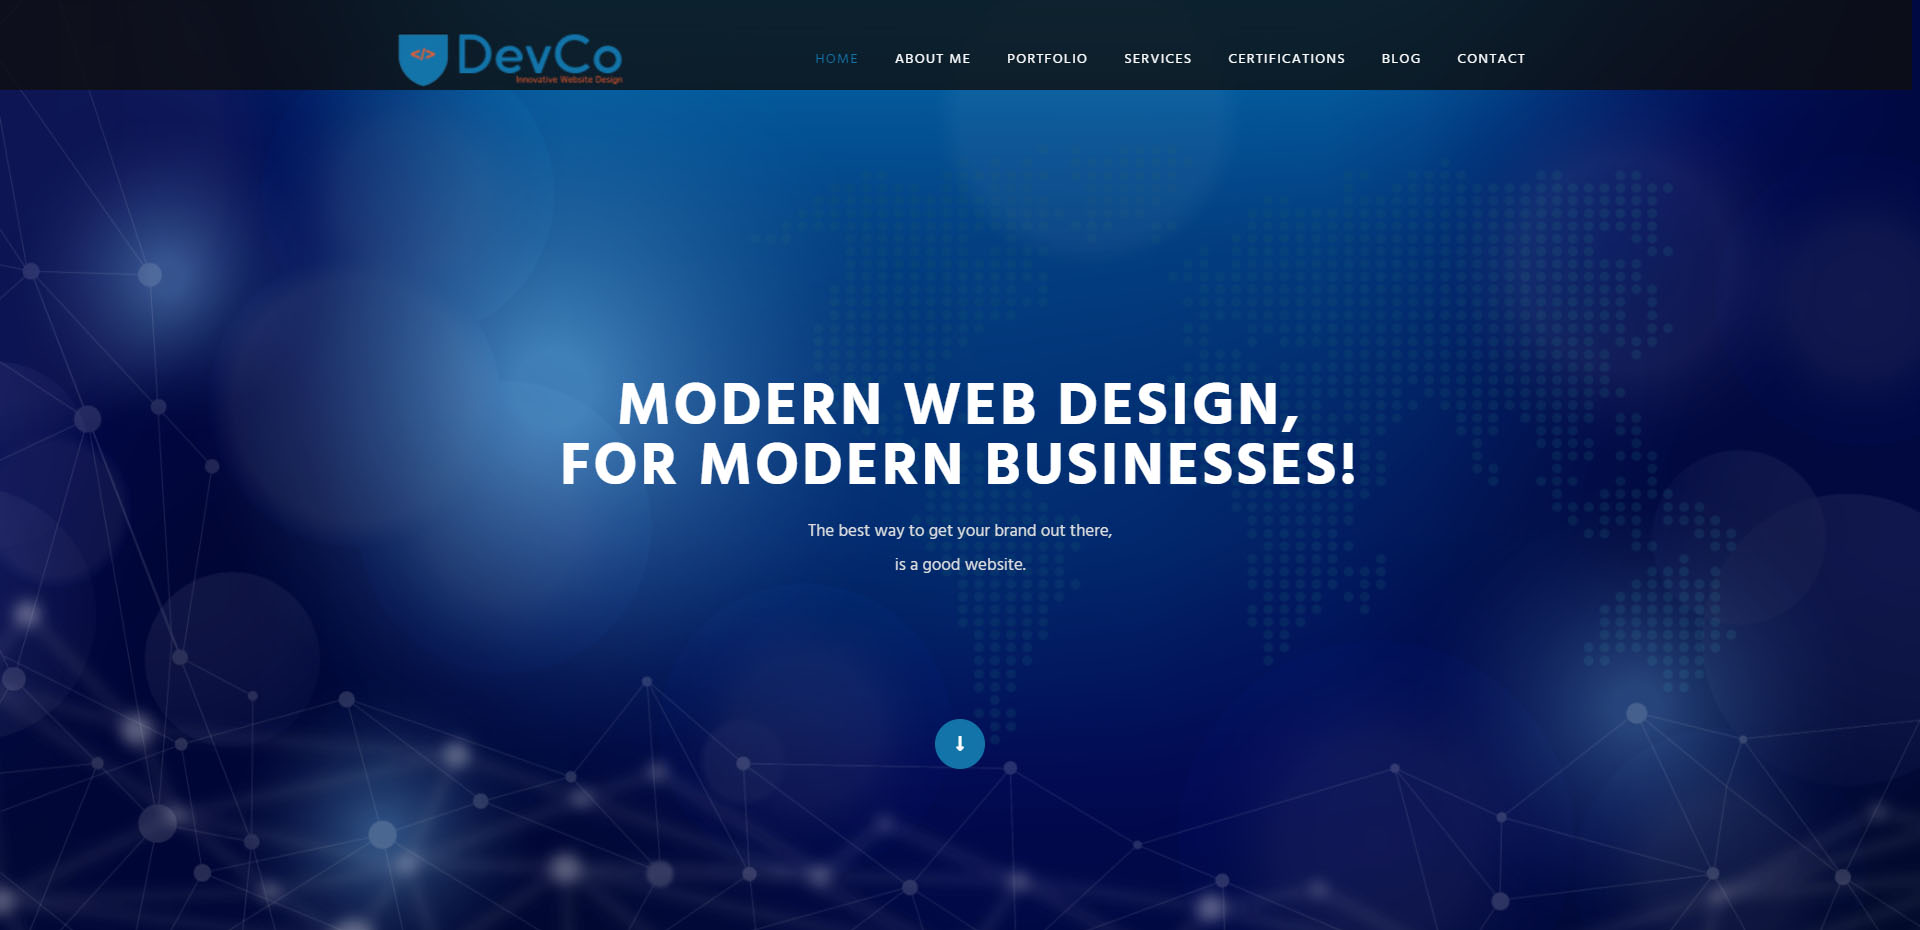 </> DevCo
Innovative Website Design
HOME ABOUT ME PORTFOLIO SERVICES CERTIFICATIONS BLOG CONTACT
MODERN WEB DESIGN,
FOR MODERN BUSINESSES!
The best way to get your brand out there,
is a good website.